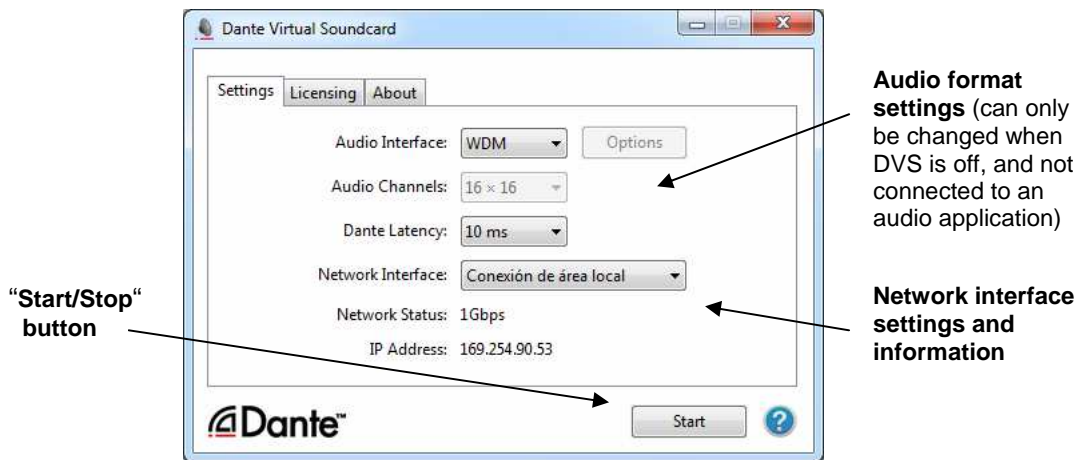 Dante Virtual Soundcard
Settings Licensing About
Audio Interface: WDM Options
Audio Channels: 16 × 16
Dante Latency: 10 ms
Network Interface: Conexión de área local
Network Status: 1Gbps
IP Address: 169.254.90.53
Dante™
Start
?
Audio format
settings (can only
be changed when
DVS is off, and not
connected to an
audio application)
Network interface
settings and
information
“Start/Stop“
button